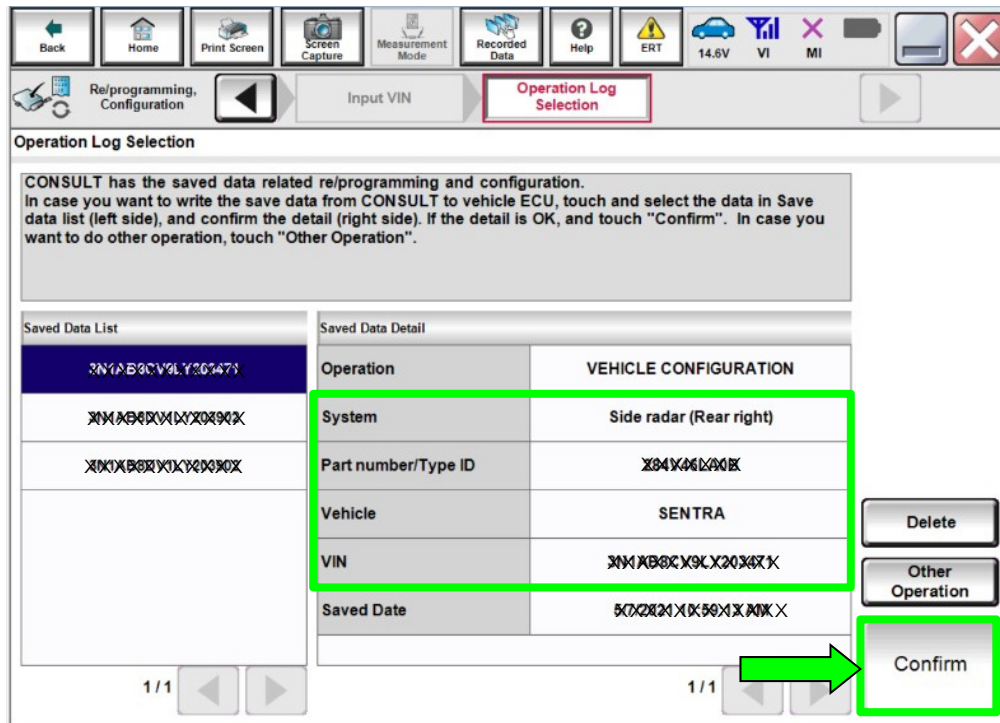 Back
Home
Print Screen
Screen Capture
Measurement Mode
Recorded Data
Help
ERT
14.6V
VI
MI
Re/programming, Configuration
Input VIN
Operation Log Selection
Operation Log Selection
CONSULT has the saved data related re/programming and configuration.
In case you want to write the save data from CONSULT to vehicle ECU, touch and select the data in Save
data list (left side), and confirm the detail (right side). If the detail is OK, and touch "Confirm". In case you
want to do other operation, touch "Other Operation".
Saved Data List
Saved Data Detail
Operation
VEHICLE CONFIGURATION
System
Side radar (Rear right)
Part number/Type ID
Vehicle
SENTRA
VIN
Saved Date
Delete
Other
Operation
Confirm
1/1
1/1